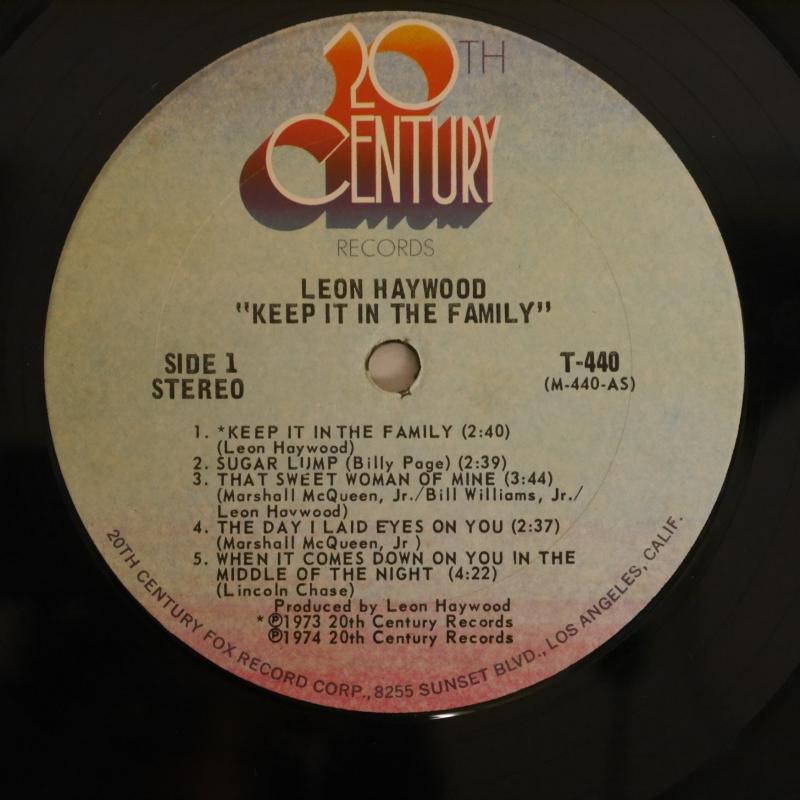 20TH
CENTURY
RECORDS
LEON HAYWOOD
"KEEP IT IN THE FAMILY"
SIDE 1
STEREO
T-440
(M-440-AS)
1. *KEEP IT IN THE FAMILY (2:40)
(Leon Haywood)
2. SUGAR LUMP (Billy Page) (2:39)
3. THAT SWEET WOMAN OF MINE (3:44)
(Marshall McQueen, Jr./Bill Williams, Jr./
Leon Haywood)
4. THE DAY I LAID EYES ON YOU (2:37)
(Marshall McQueen, Jr )
5. WHEN IT COMES DOWN ON YOU IN THE
MIDDLE OF THE NIGHT (4:22)
(Lincoln Chase)
Produced by Leon Haywood
*℗1973 20th Century Records
℗1974 20th Century Records
20TH CENTURY FOX RECORD CORP., 8255 SUNSET BLVD., LOS ANGELES, CALIF.